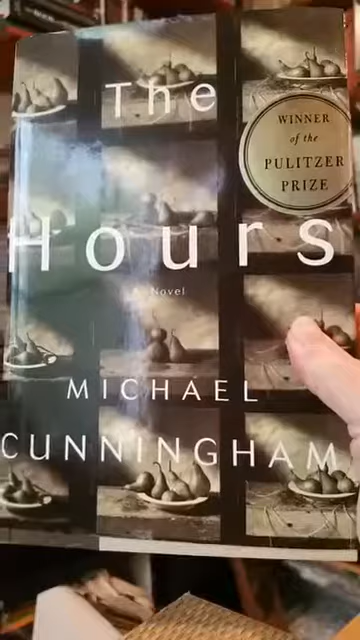 The
WINNER
of the
PULITZER
PRIZE
Hours
A Novel
MICHAEL
CUNNINGHAM